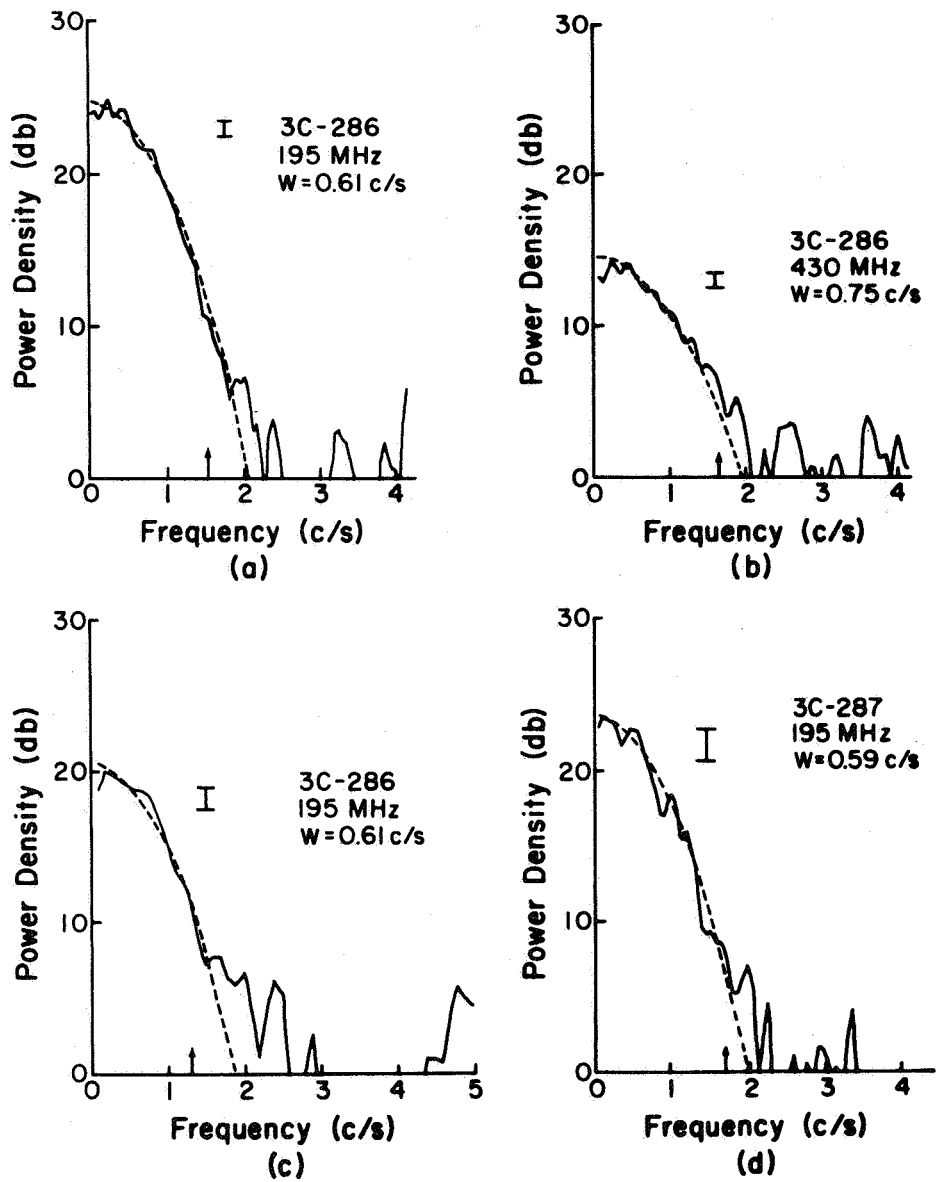 30
20
10
0
Power Density (db)
0 1 2 3 4
Frequency (c/s)
(a)
3C-286
195 MHz
W=0.61 c/s
30
20
10
0
Power Density (db)
0 1 2 3 4
Frequency (c/s)
(b)
3C-286
430 MHz
W=0.75 c/s
30
20
10
0
Power Density (db)
0 1 2 3 4 5
Frequency (c/s)
(c)
3C-286
195 MHz
W=0.61 c/s
30
20
10
0
Power Density (db)
0 1 2 3 4
Frequency (c/s)
(d)
3C-287
195 MHz
W=0.59 c/s